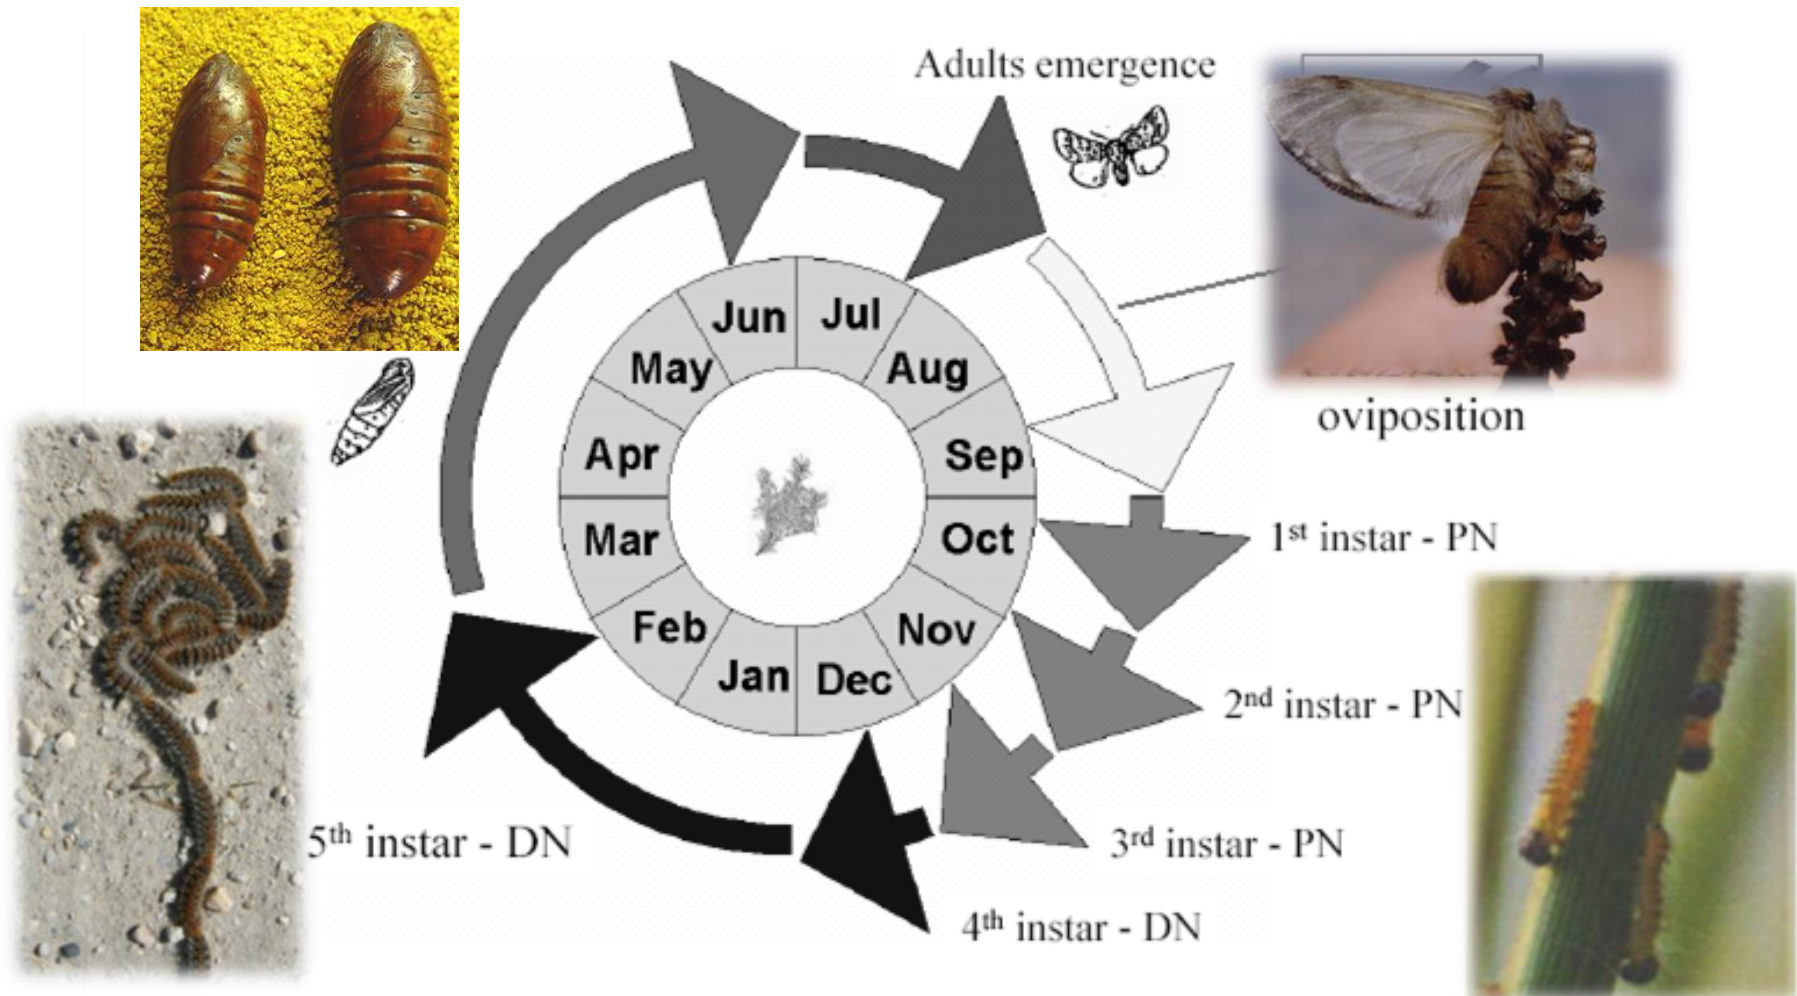 Adults emergence
oviposition
Jun
Jul
May
Aug
Apr
Sep
Mar
Oct
Feb
Nov
Jan
Dec
1st instar - PN
2nd instar - PN
3rd instar - PN
4th instar - DN
5th instar - DN